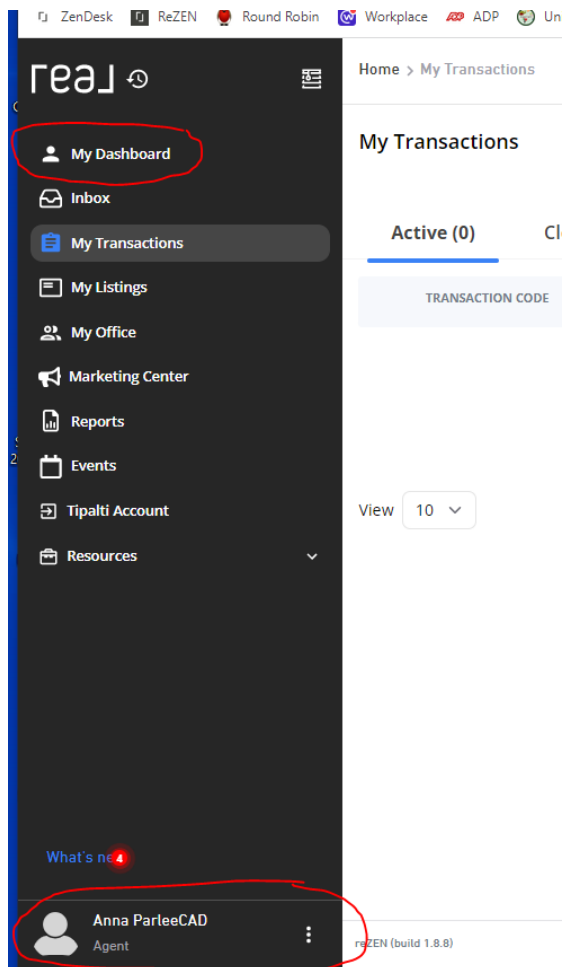 ZenDesk ReZEN Round Robin Workplace ADP Un
real
Home > My Transactions
My Dashboard
My Transactions
Inbox
Active (0) Cl
My Transactions
My Listings
TRANSACTION CODE
My Office
Marketing Center
Reports
Events
Tipalti Account
View 10
Resources
What's ne
4
Anna ParleeCAD
Agent
reZEN (build 1.8.8)